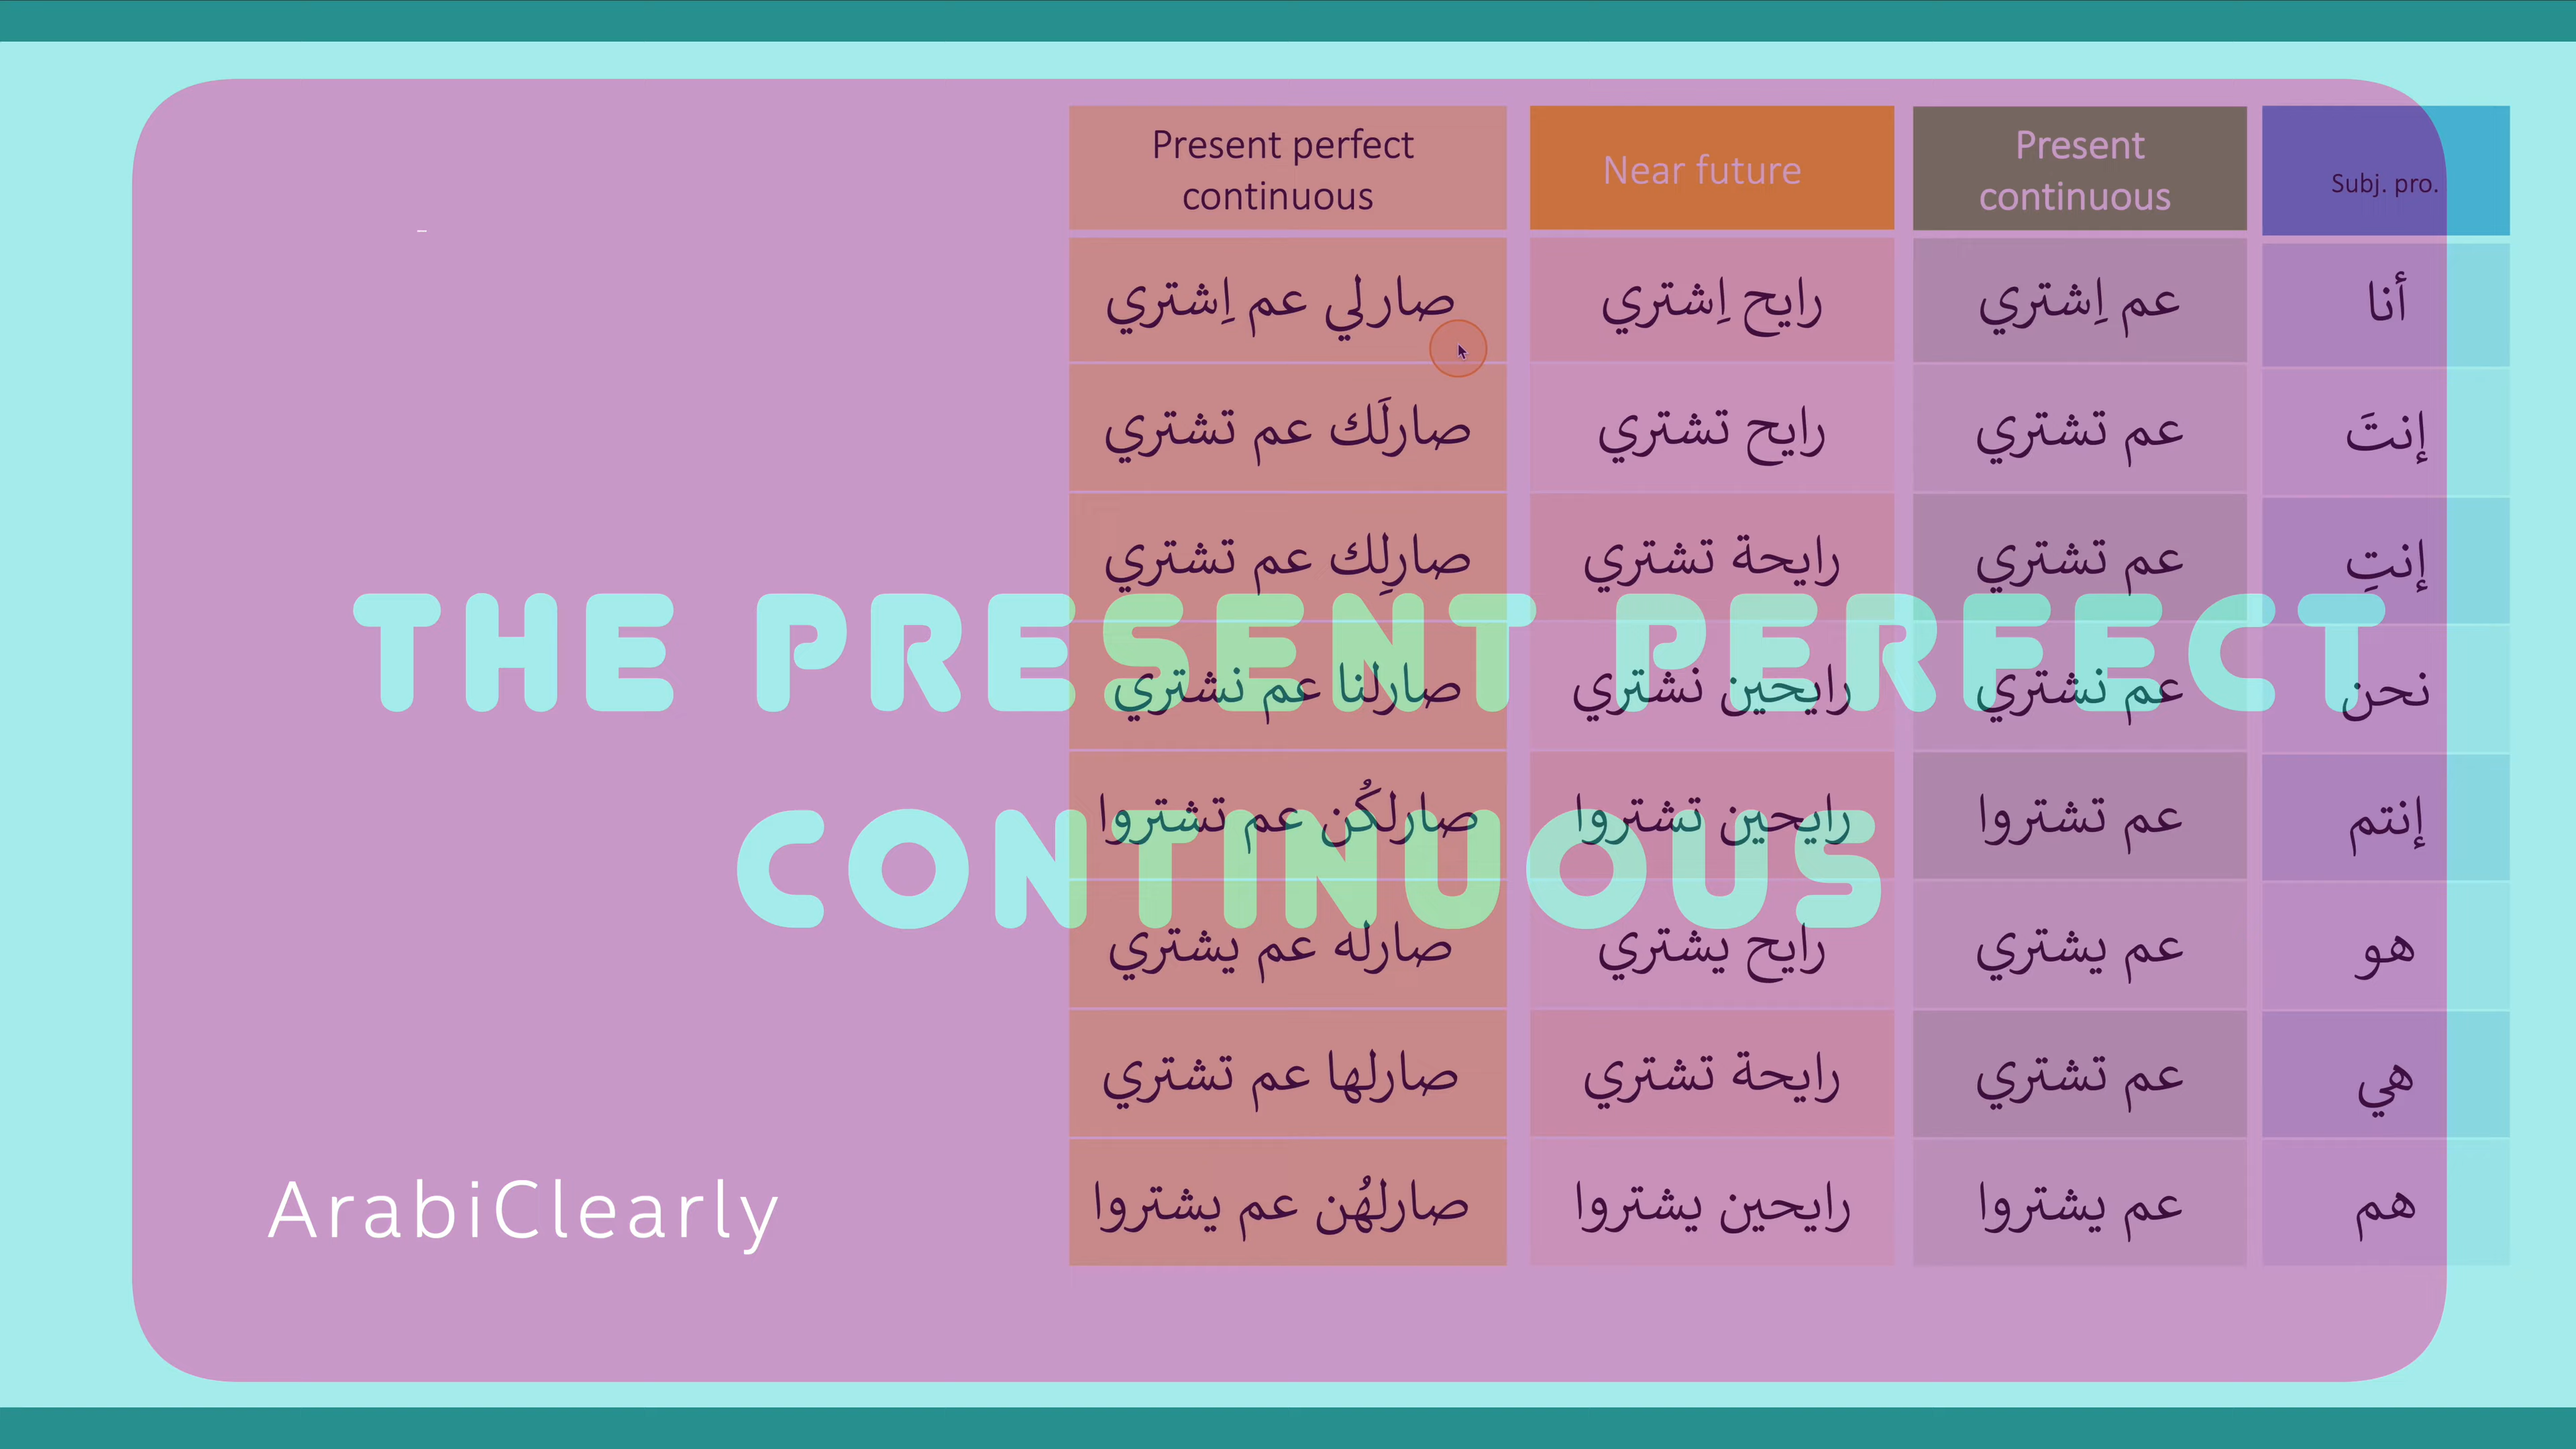 Present perfect
continuous
Near future
Present
continuous
Subj. pro.
أنا
عم اِشتري
رايح اِشتري
صارلي عم اِشتري
إنتَ
عم تشتري
رايح تشتري
صارلَك عم تشتري
إنتِ
عم تشتري
رايحة تشتري
صارلِك عم تشتري
نحن
عم نشتري
رايحين نشتري
صارلنا عم نشتري
إنتم
عم تشتروا
رايحين تشتروا
صارلكُن عم تشتروا
هو
عم يشتري
رايح يشتري
صارله عم يشتري
هي
عم تشتري
رايحة تشتري
صارلها عم تشتري
هم
عم يشتروا
رايحين يشتروا
صارلهُن عم يشتروا
THE PRESENT PERFECT
CONTINUOUS
ArabiClearly